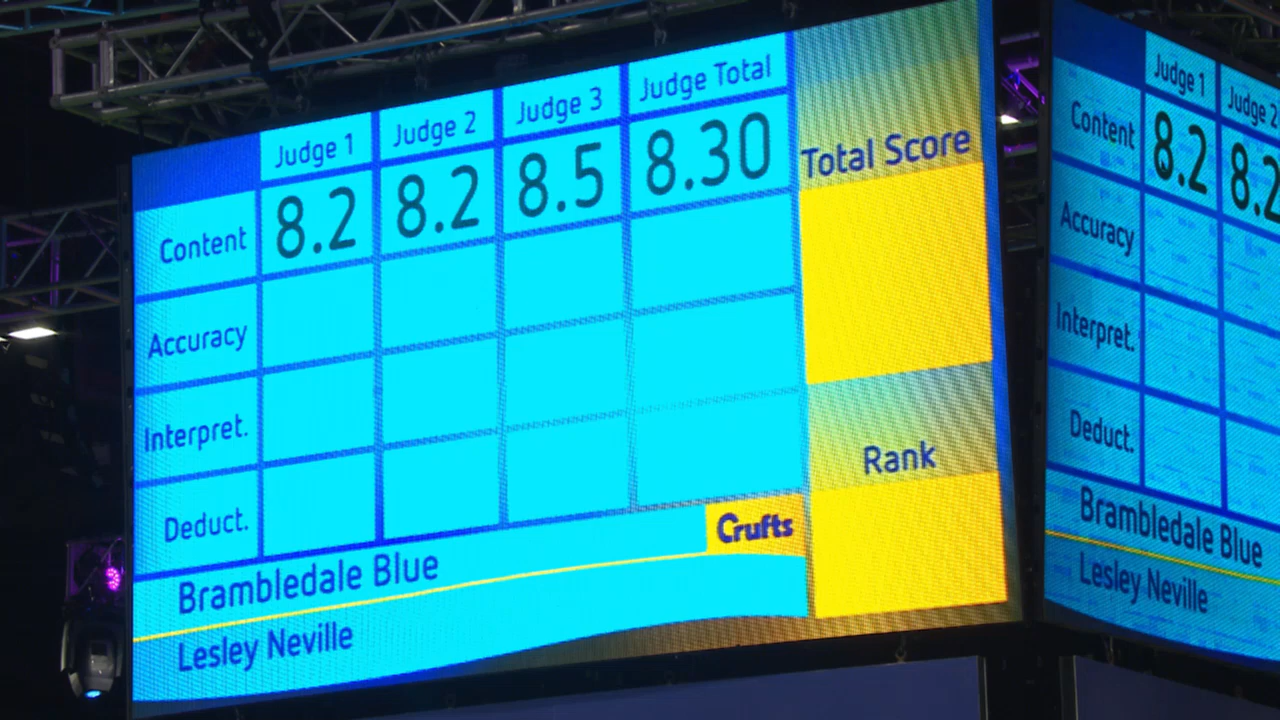 Judge 1 Judge 2 Judge 3 Judge Total
Total Score
Content 8.2 8.2 8.5 8.30
Accuracy
Interpret.
Rank
Deduct.
Crufts
Brambledale Blue
Lesley Neville
Judge 1 Judge 2
Content 8.2 8.2
Accuracy
Interpret.
Deduct.
Brambledale Blue
Lesley Neville